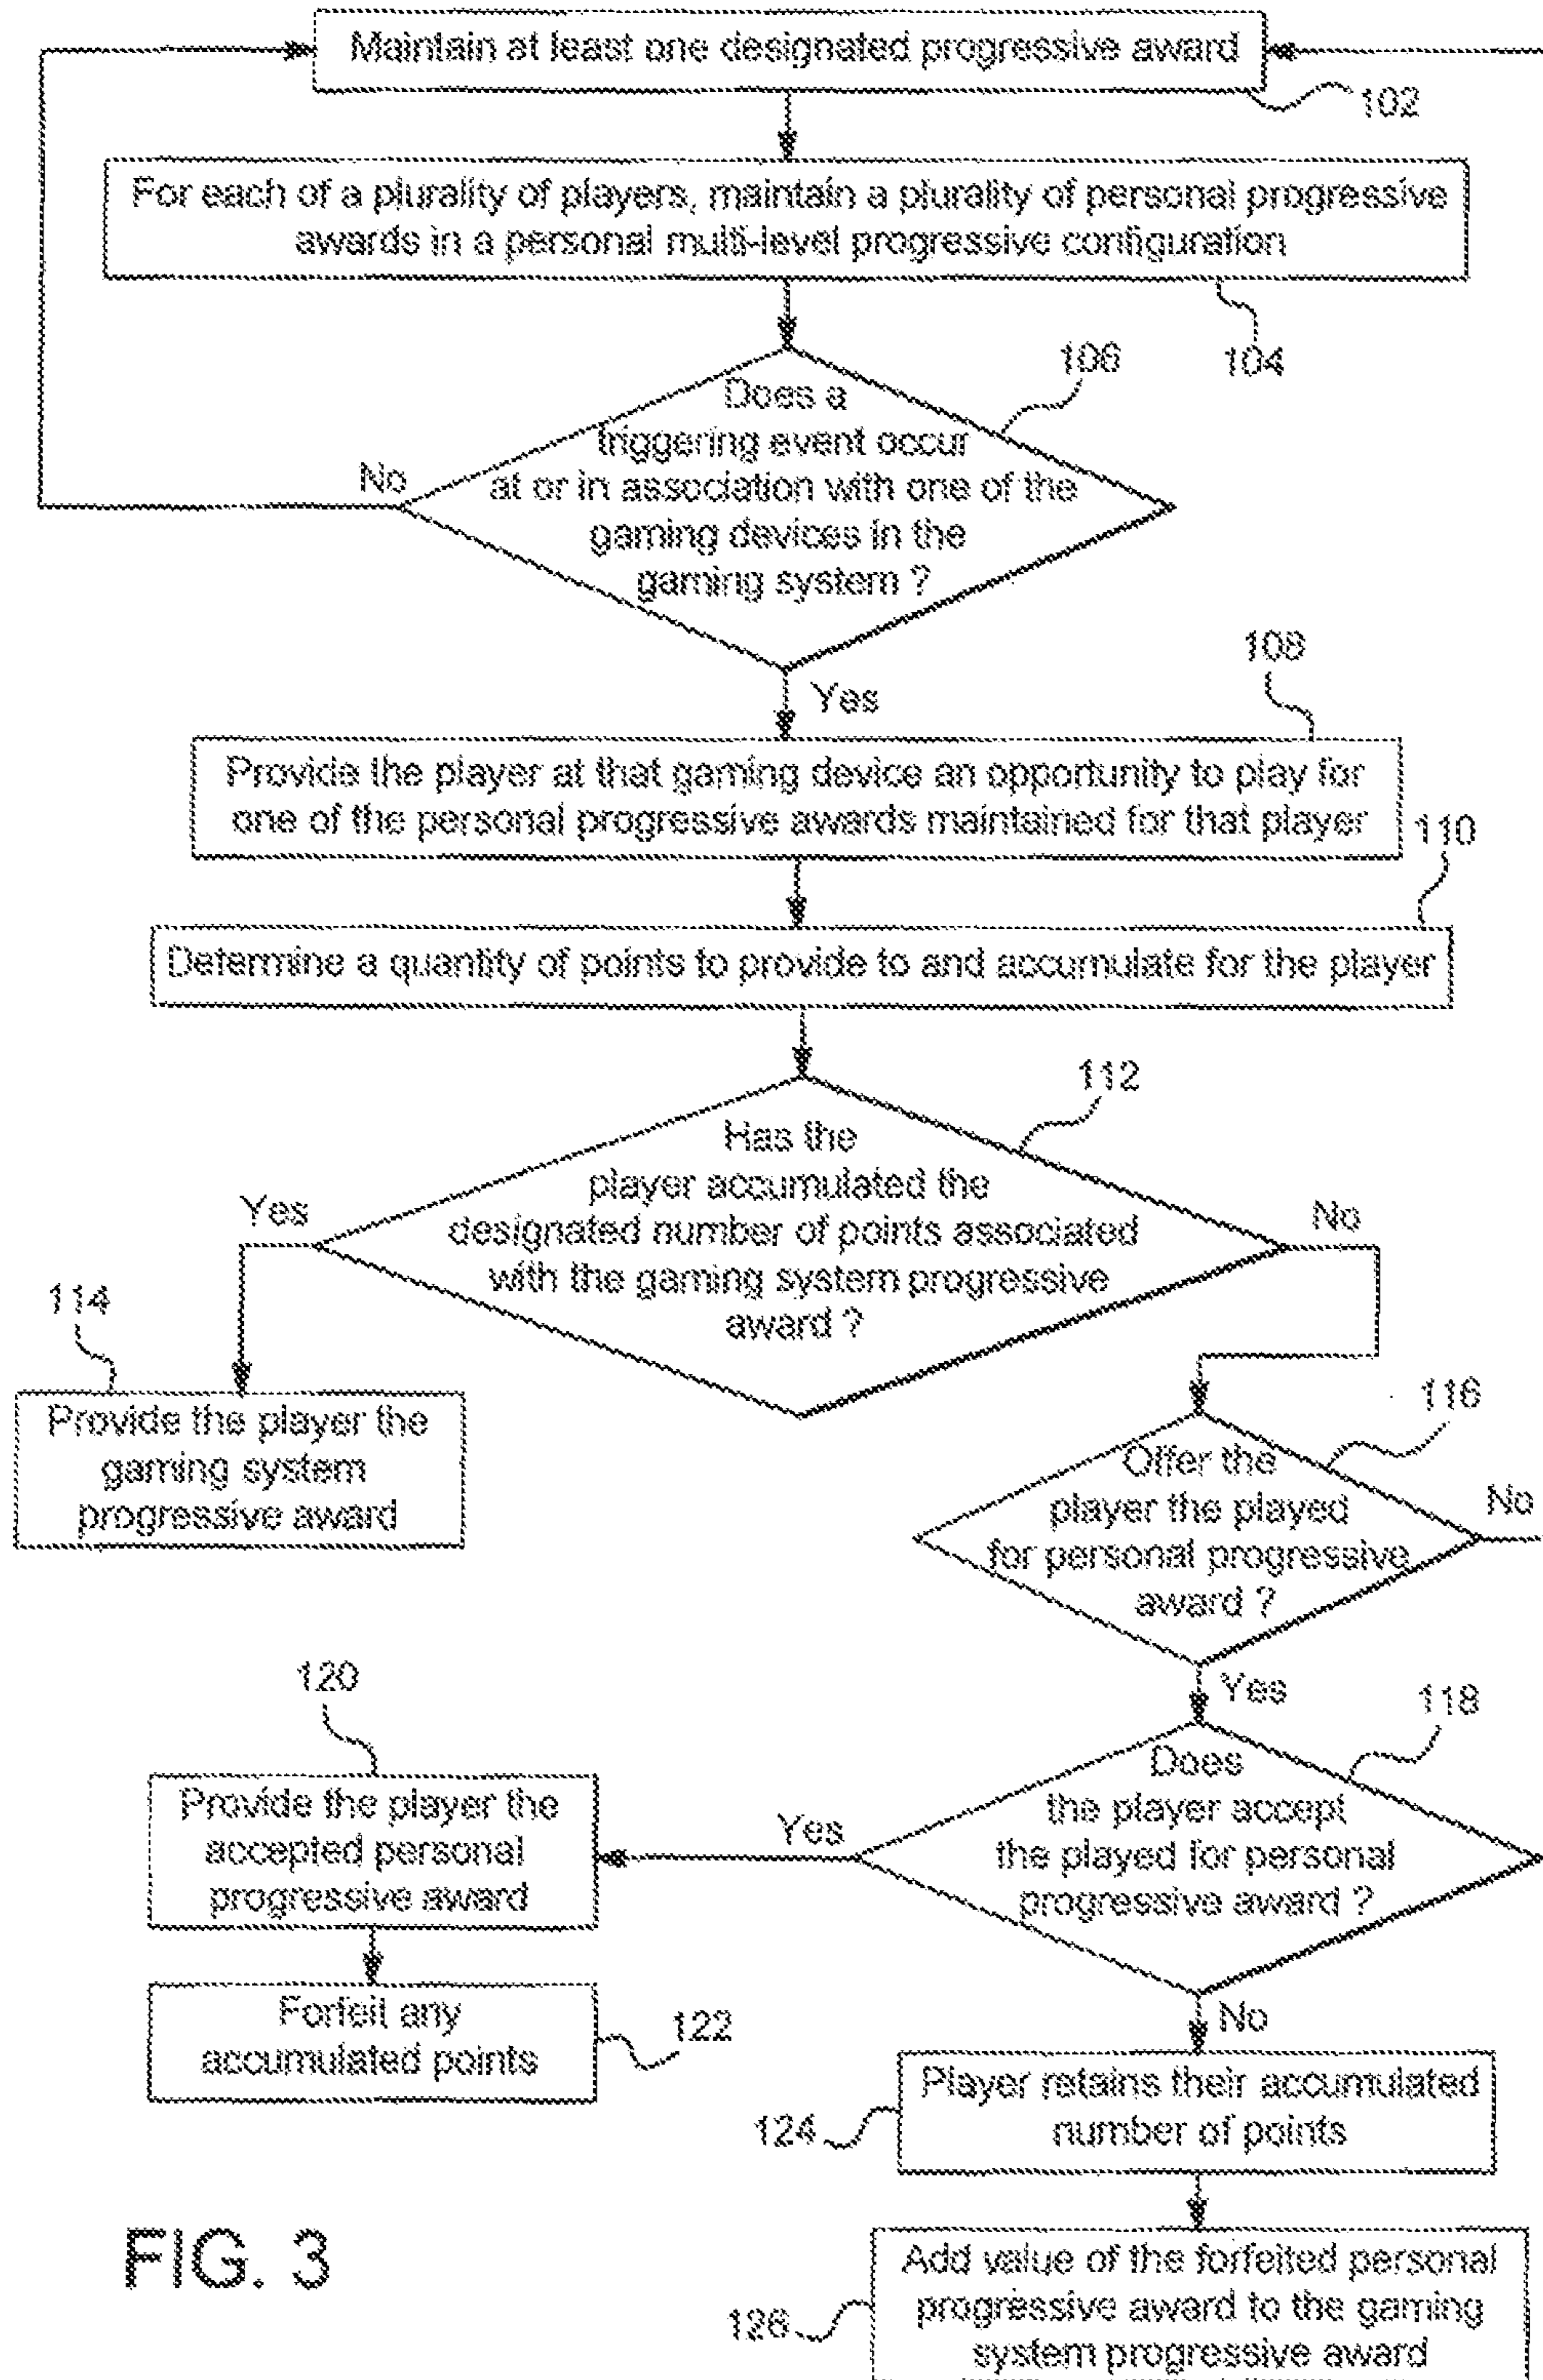 Maintain at least one designated progressive award
102
For each of a plurality of players, maintain a plurality of personal progressive
awards in a personal multi-level progressive configuration
104
106
Does a
triggering event occur
at or in association with one of the
gaming devices in the
gaming system ?
No
Yes
108
Provide the player at that gaming device an opportunity to play for
one of the personal progressive awards maintained for that player
110
Determine a quantity of points to provide to and accumulate for the player
112
Has the
player accumulated the
designated number of points associated
with the gaming system progressive
award ?
Yes
No
114
Provide the player the
gaming system
progressive award
116
Offer the
player the played
for personal progressive
award ?
No
Yes
118
Does
the player accept
the played for personal
progressive award ?
Yes
120
Provide the player the
accepted personal
progressive award
Forfeit any
accumulated points
122
No
Player retains their accumulated
number of points
124
Add value of the forfeited personal
progressive award to the gaming
system progressive award
126
FIG. 3